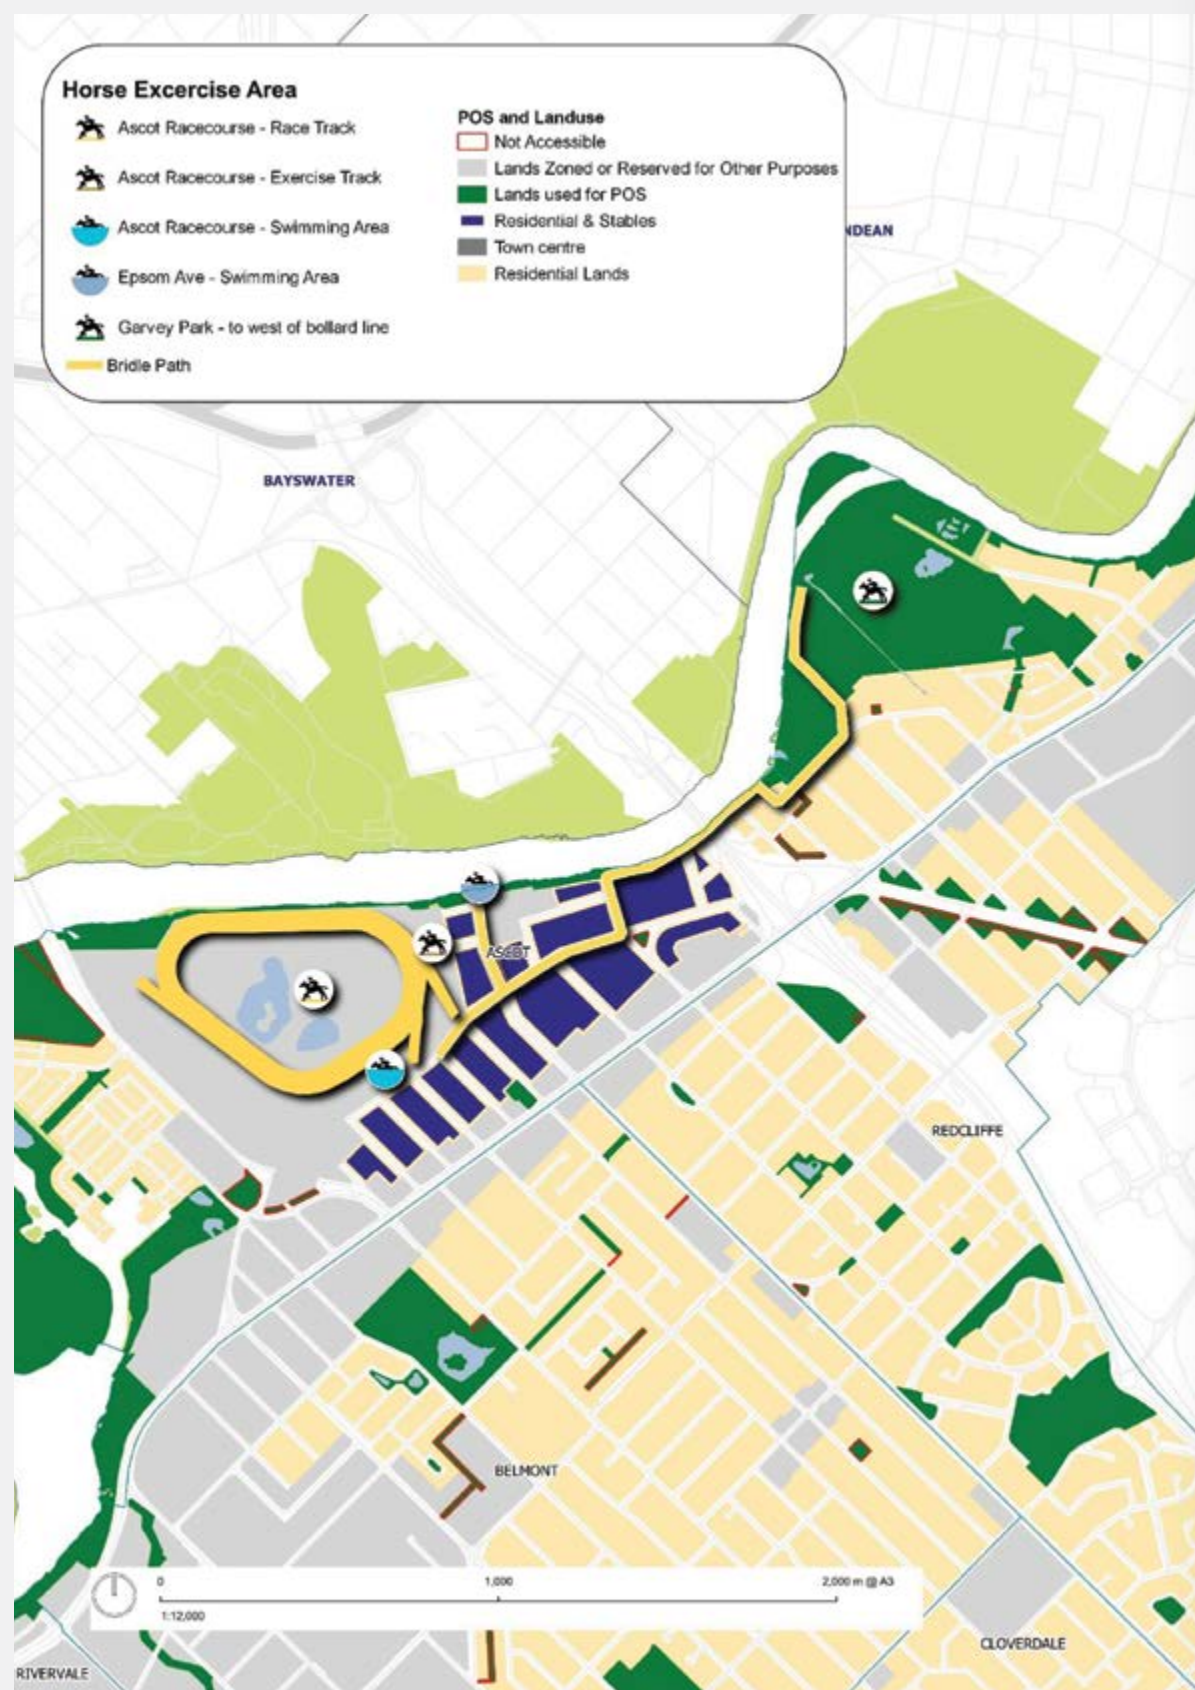 Horse Excercise Area
Ascot Racecourse - Race Track
Ascot Racecourse - Exercise Track
Ascot Racecourse - Swimming Area
Epsom Ave - Swimming Area
Garvey Park - to west of bollard line
Bridle Path
POS and Landuse
Not Accessible
Lands Zoned or Reserved for Other Purposes
Lands used for POS
Residential & Stables
Town centre
Residential Lands
NDEAN
BAYSWATER
ASCOT
REDCLIFFE
BELMONT
0 1,000 2,000 m @ A3
1:12,000
CLOVERDALE
RIVERVALE